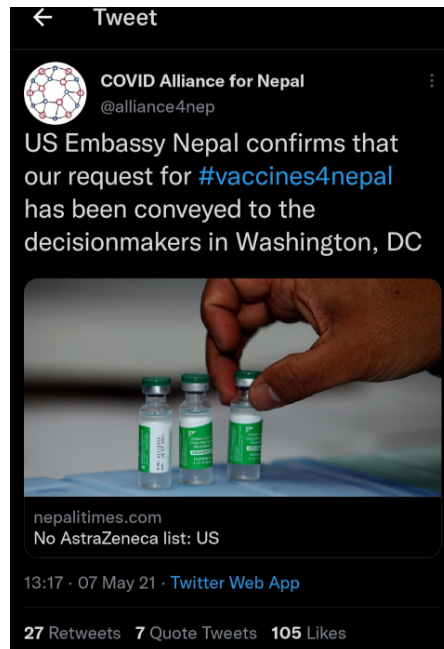 Tweet
COVID Alliance for Nepal
@alliance4nep
US Embassy Nepal confirms that
our request for #vaccines4nepal
has been conveyed to the
decisionmakers in Washington, DC
nepalitimes.com
No AstraZeneca list: US
13:17 · 07 May 21 · Twitter Web App
27 Retweets 7 Quote Tweets 105 Likes